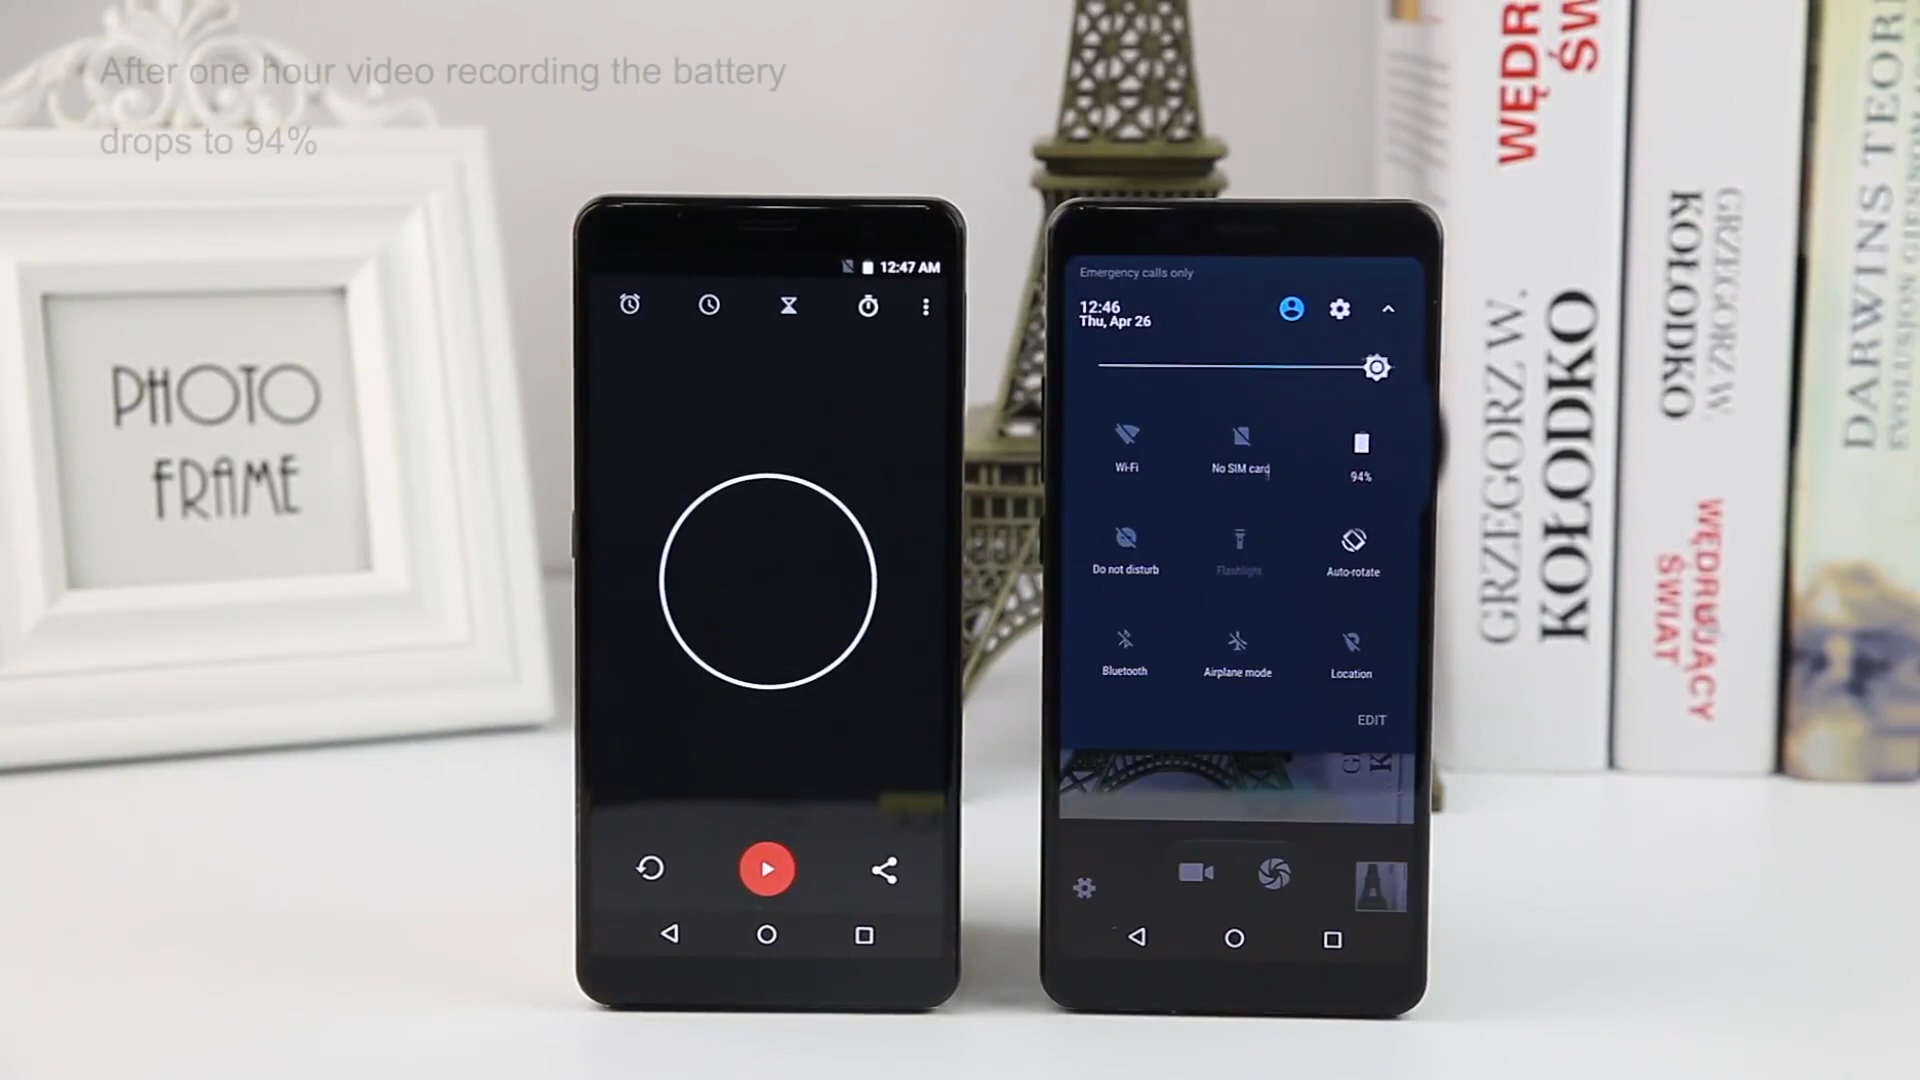 After one hour video recording the battery
drops to 94%
PHOTO
FRAME
12:47 AM
Emergency calls only
12:46
Thu, Apr 26
Wi-Fi
No SIM card
94%
Do not disturb
Flashlight
Auto-rotate
Bluetooth
Airplane mode
Location
EDIT
WĘDR
ŚW
GRZEGORZ W.
KOŁODKO
GRZEGORZ W.
KOŁODKO
WĘDRUJĄCY
ŚWIAT
DARWINS TEORI